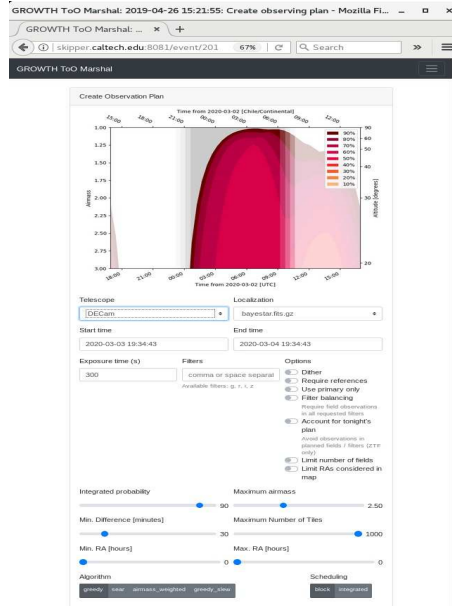 GROWTH ToO Marshal: 2019-04-26 15:21:55: Create observing plan - Mozilla Fi...
GROWTH ToO Marshal: ...
skipper.caltech.edu:8081/event/201 67% Search
GROWTH ToO Marshal
Create Observation Plan
Time from 2020-03-02 [Chile/Continental]
15:00 18:00 21:00 00:00 03:00 06:00 09:00 12:00
1.00
1.25
1.50
1.75
2.00
2.25
2.50
2.75
3.00
Airmass
90%
80%
70%
60%
50%
40%
30%
20%
10%
90
60
50
40
30
20
Altitude [degrees]
18:00 21:00 00:00 03:00 06:00 09:00 12:00 15:00
Time from 2020-03-02 [UTC]
Telescope Localization
DECam bayestar.fits.gz
Start time End time
2020-03-03 19:34:43 2020-03-04 19:34:43
Exposure time (s) Filters Options
300 comma or space separat
Available filters: g, r, i, z
Dither
Require references
Use primary only
Filter balancing
Require field observations
in all requested filters
Account for tonight's
plan
Avoid observations in
planned fields / filters (ZTF
only)
Limit number of fields
Limit RAs considered in
map
Integrated probability Maximum airmass
90 2.50
Min. Difference [minutes] Maximum Number of Tiles
30 1000
Min. RA [hours] Max. RA [hours]
0 0
Algorithm Scheduling
greedy sear airmass_weighted greedy_slew block integrated